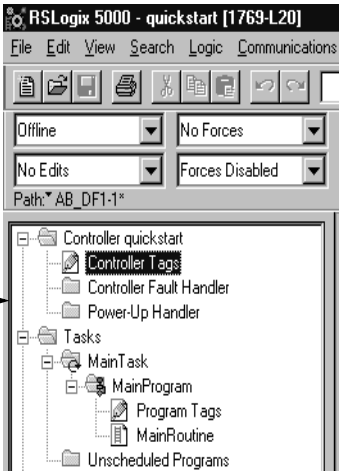 RSLogix 5000 - quickstart [1769-L20]
File Edit View Search Logic Communications
Offline No Forces
No Edits Forces Disabled
Path:* AB_DF1-1*
Controller quickstart
Controller Tags
Controller Fault Handler
Power-Up Handler
Tasks
MainTask
MainProgram
Program Tags
MainRoutine
Unscheduled Programs